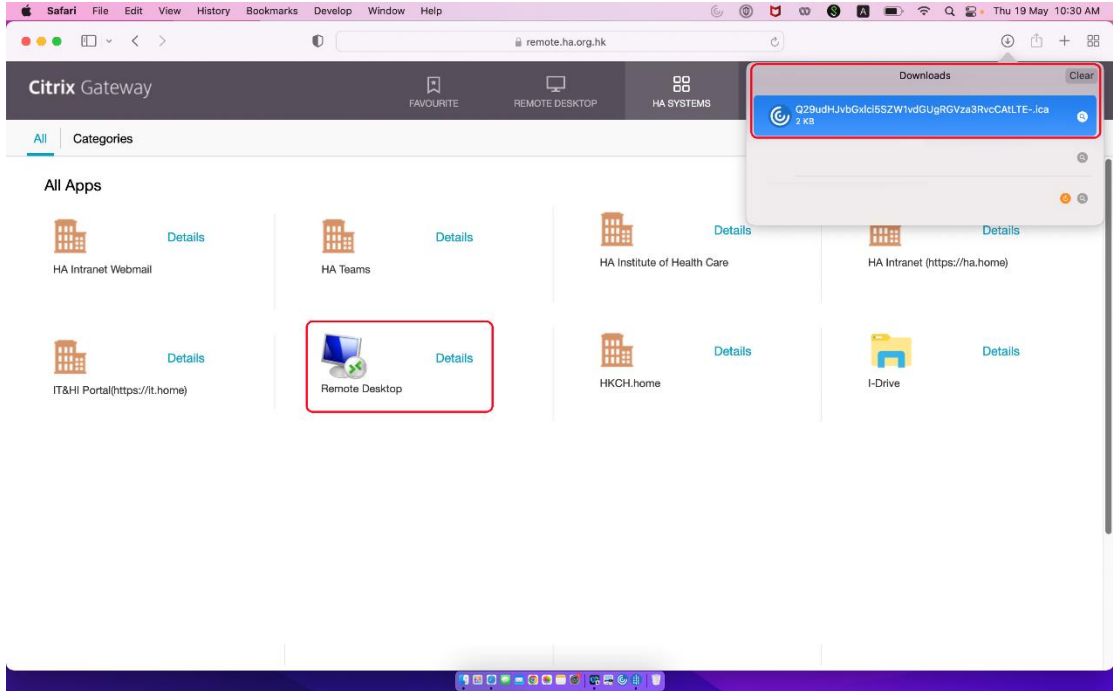 Safari File Edit View History Bookmarks Develop Window Help Thu 19 May 10:30 AM
remote.ha.org.hk
Citrix Gateway
FAVOURITE
REMOTE DESKTOP
HA SYSTEMS
Downloads
Clear
Q29udHJvbGxlci5SZW1vdGUgRGVza3RvcCAtLTE-.ica
2 KB
All
Categories
All Apps
Details
HA Intranet Webmail
Details
HA Teams
Details
HA Institute of Health Care
Details
HA Intranet (https://ha.home)
Details
IT&HI Portal(https://it.home)
Details
Remote Desktop
Details
HKCH.home
Details
I-Drive